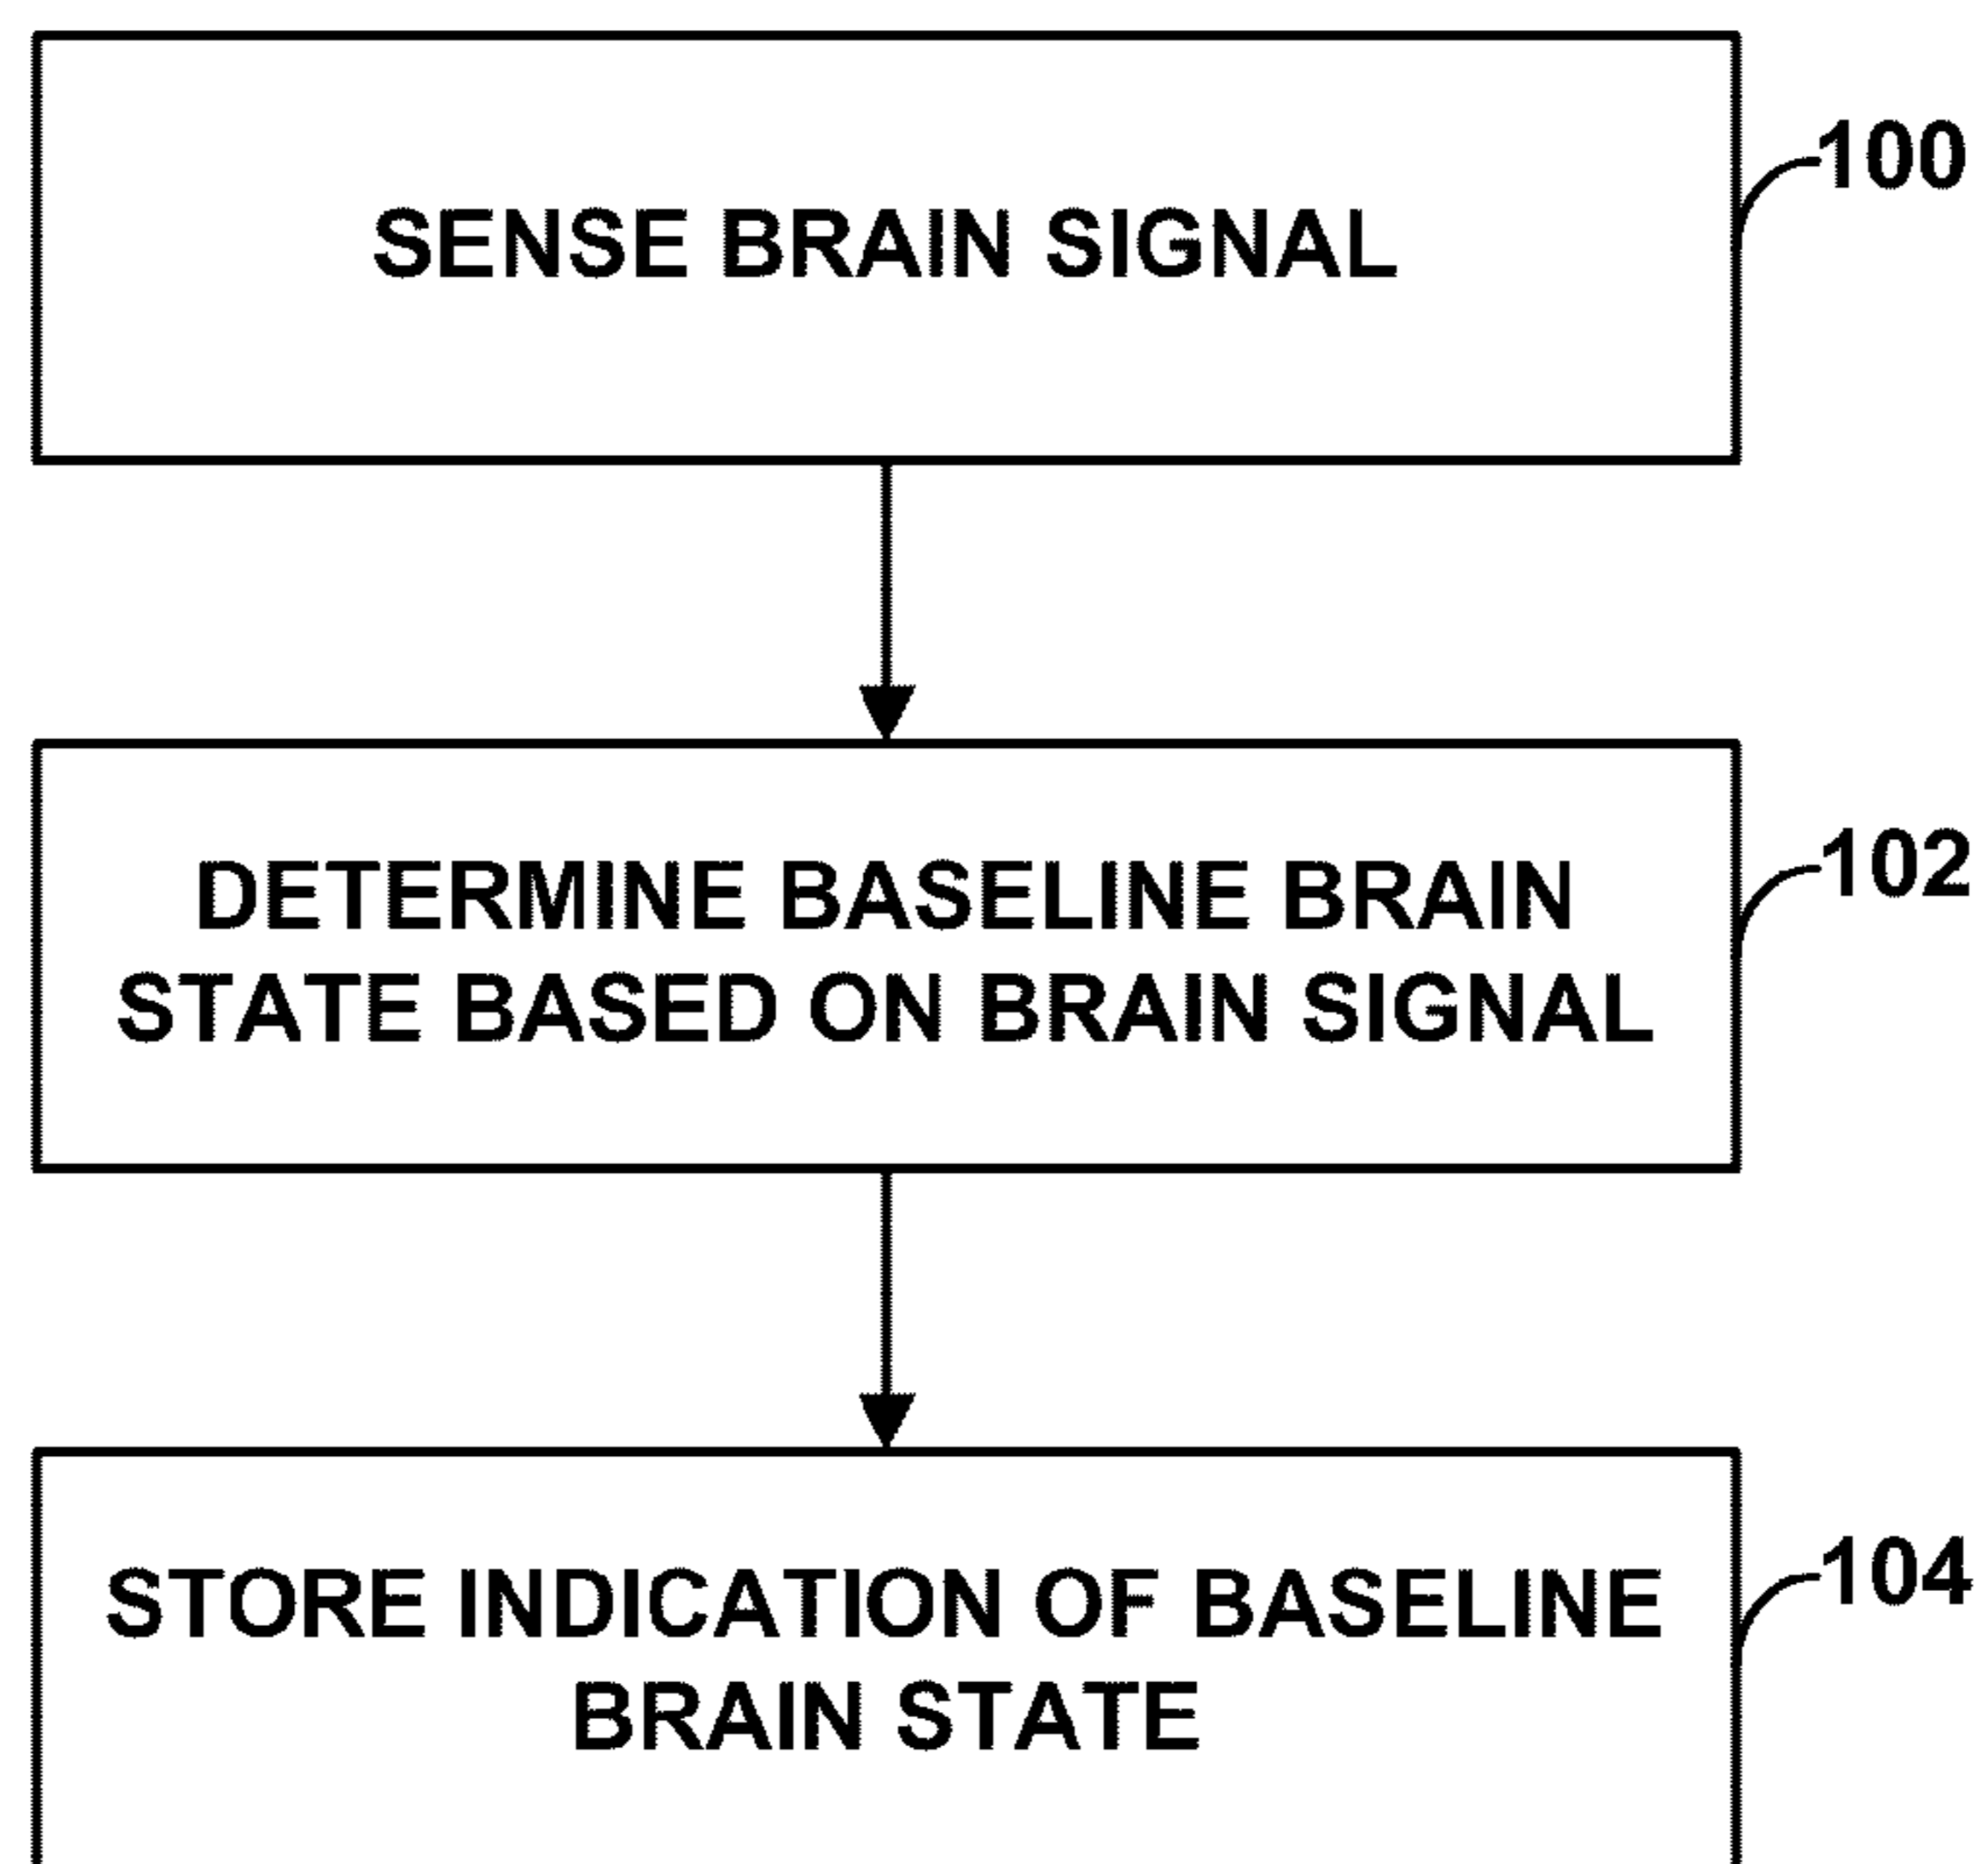 SENSE BRAIN SIGNAL
100
DETERMINE BASELINE BRAIN
STATE BASED ON BRAIN SIGNAL
102
STORE INDICATION OF BASELINE
BRAIN STATE
104